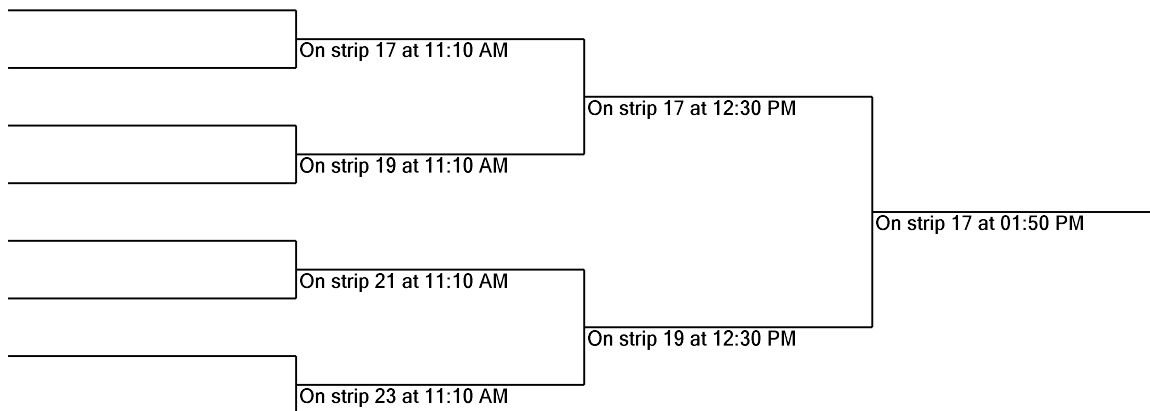 On strip 17 at 11:10 AM
On strip 17 at 12:30 PM
On strip 19 at 11:10 AM
On strip 17 at 01:50 PM
On strip 21 at 11:10 AM
On strip 19 at 12:30 PM
On strip 23 at 11:10 AM